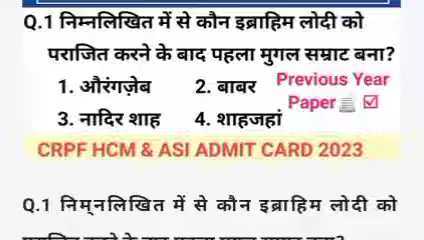 Q.1 निम्नलिखित में से कौन इब्राहिम लोदी को
पराजित करने के बाद पहला मुगल सम्राट बना?
1. औरंगज़ेब 2. बाबर Previous Year
Paper
3. नादिर शाह 4. शाहजहां
CRPF HCM & ASI ADMIT CARD 2023
Q.1 निम्नलिखित में से कौन इब्राहिम लोदी को